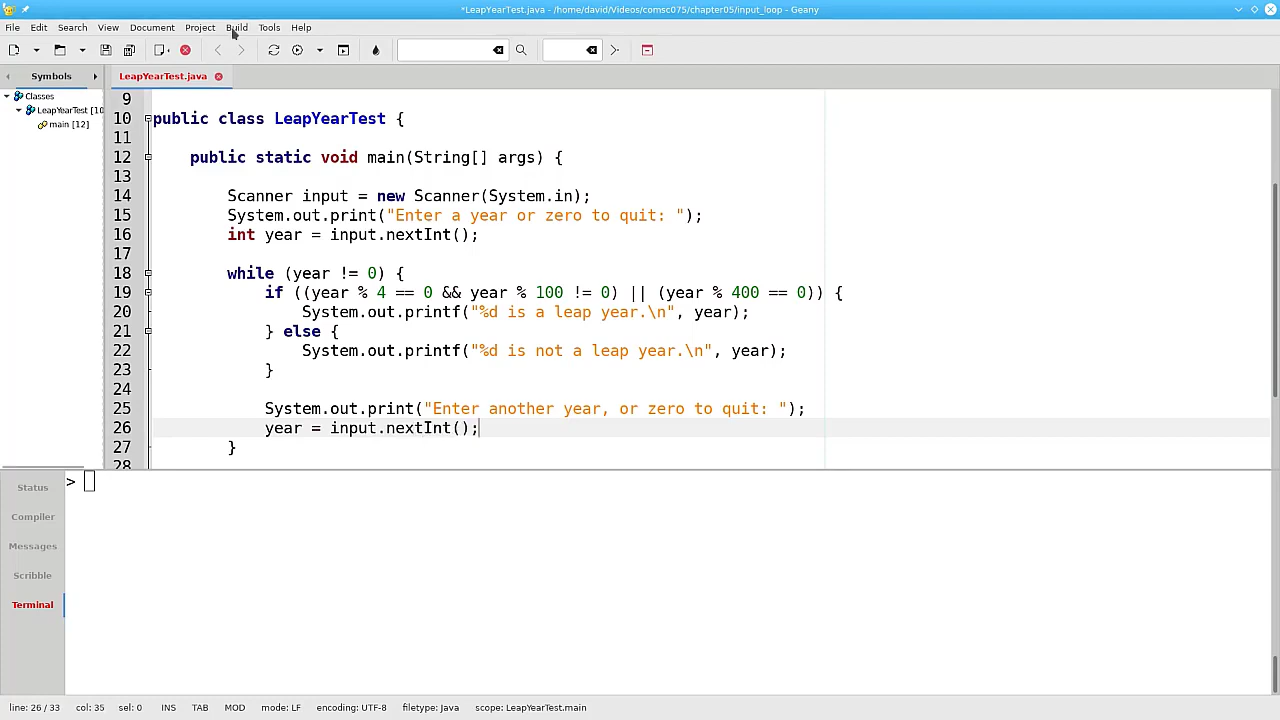 *LeapYearTest.java - /home/david/Videos/comsc075/chapter05/input_loop - Geany
File Edit Search View Document Project Build Tools Help
Symbols LeapYearTest.java
Classes
LeapYearTest [10
main [12]
9
10 public class LeapYearTest {
11
12 public static void main(String[] args) {
13
14 Scanner input = new Scanner(System.in);
15 System.out.print("Enter a year or zero to quit: ");
16 int year = input.nextInt();
17
18 while (year != 0) {
19 if ((year % 4 == 0 && year % 100 != 0) || (year % 400 == 0)) {
20 System.out.printf("%d is a leap year.\n", year);
21 } else {
22 System.out.printf("%d is not a leap year.\n", year);
23 }
24
25 System.out.print("Enter another year, or zero to quit: ");
26 year = input.nextInt();
27 }
28
>
Status
Compiler
Messages
Scribble
Terminal
line: 26 / 33 col: 35 sel: 0 INS TAB MOD mode: LF encoding: UTF-8 filetype: Java scope: LeapYearTest.main